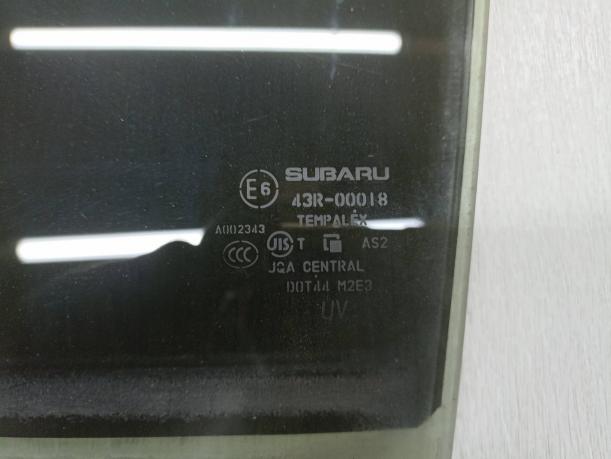 SUBARU
E6 43R-00018
TEMPALEX
A002343
CCC JIS T AS2
JQA CENTRAL
DOT44 M2E3
UV